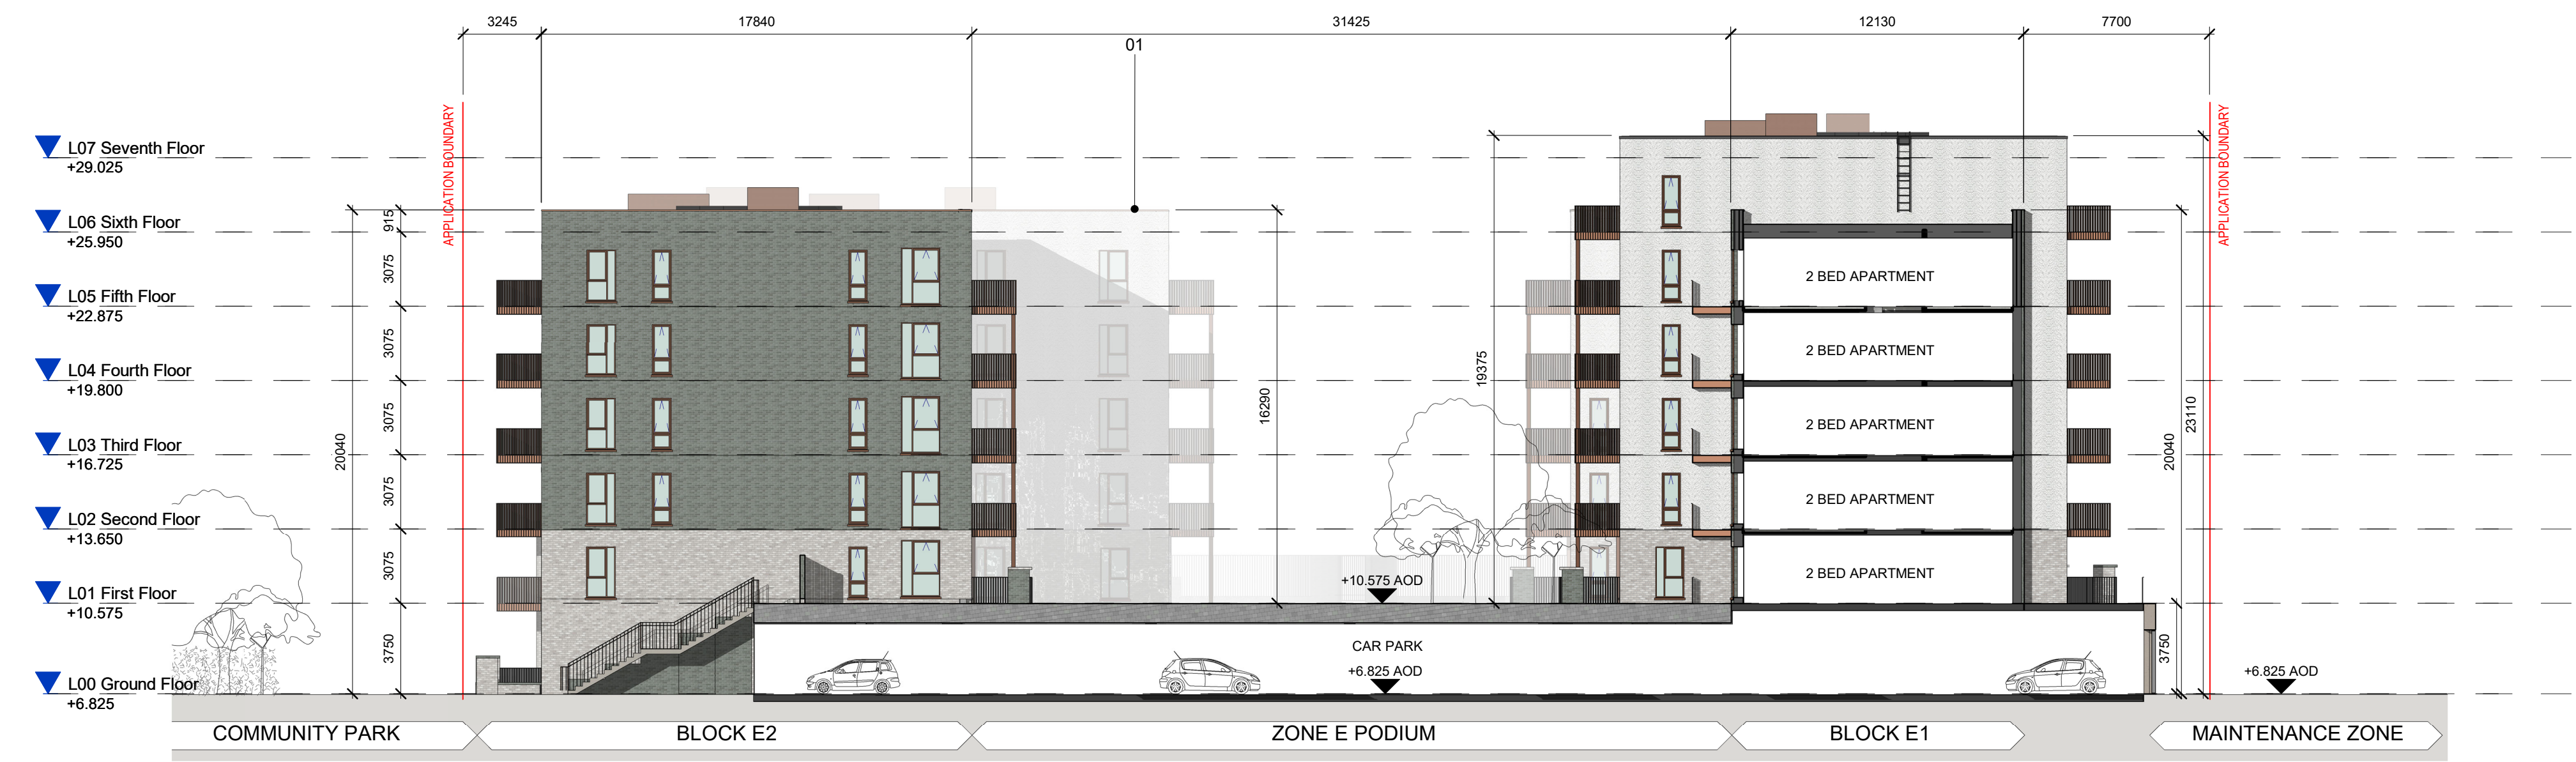 3245
17840
31425
12130
7700
01
APPLICATION BOUNDARY
APPLICATION BOUNDARY
L07 Seventh Floor
+29.025
L06 Sixth Floor
+25.950
L05 Fifth Floor
+22.875
L04 Fourth Floor
+19.800
L03 Third Floor
+16.725
L02 Second Floor
+13.650
L01 First Floor
+10.575
L00 Ground Floor
+6.825
20040
915
3075
3075
3075
3075
3075
3750
16290
19375
2 BED APARTMENT
2 BED APARTMENT
2 BED APARTMENT
2 BED APARTMENT
2 BED APARTMENT
23110
20040
3750
+10.575 AOD
CAR PARK
+6.825 AOD
+6.825 AOD
COMMUNITY PARK
BLOCK E2
ZONE E PODIUM
BLOCK E1
MAINTENANCE ZONE